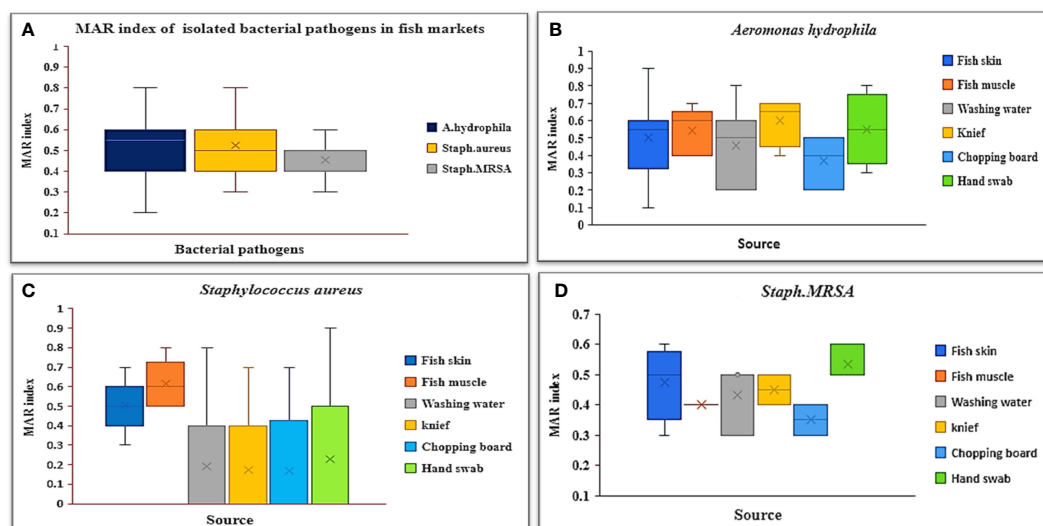 A
MAR index of isolated bacterial pathogens in fish markets
MAR index
1
0.9
0.8
0.7
0.6
0.5
0.4
0.3
0.2
0.1
Bacterial pathogens
A.hydrophila
Staph.aureus
Staph.MRSA
B
Aeromonas hydrophila
MAR index
1
0.9
0.8
0.7
0.6
0.5
0.4
0.3
0.2
0.1
0
Source
Fish skin
Fish muscle
Washing water
Knief
Chopping board
Hand swab
C
Staphylococcus aureus
MAR index
1
0.9
0.8
0.7
0.6
0.5
0.4
0.3
0.2
0.1
0
Source
Fish skin
Fish muscle
Washing water
knief
Chopping board
Hand swab
D
Staph.MRSA
MAR index
0.7
0.6
0.5
0.4
0.3
0.2
0.1
Source
Fish skin
Fish muscle
Washing water
knief
Chopping board
Hand swab